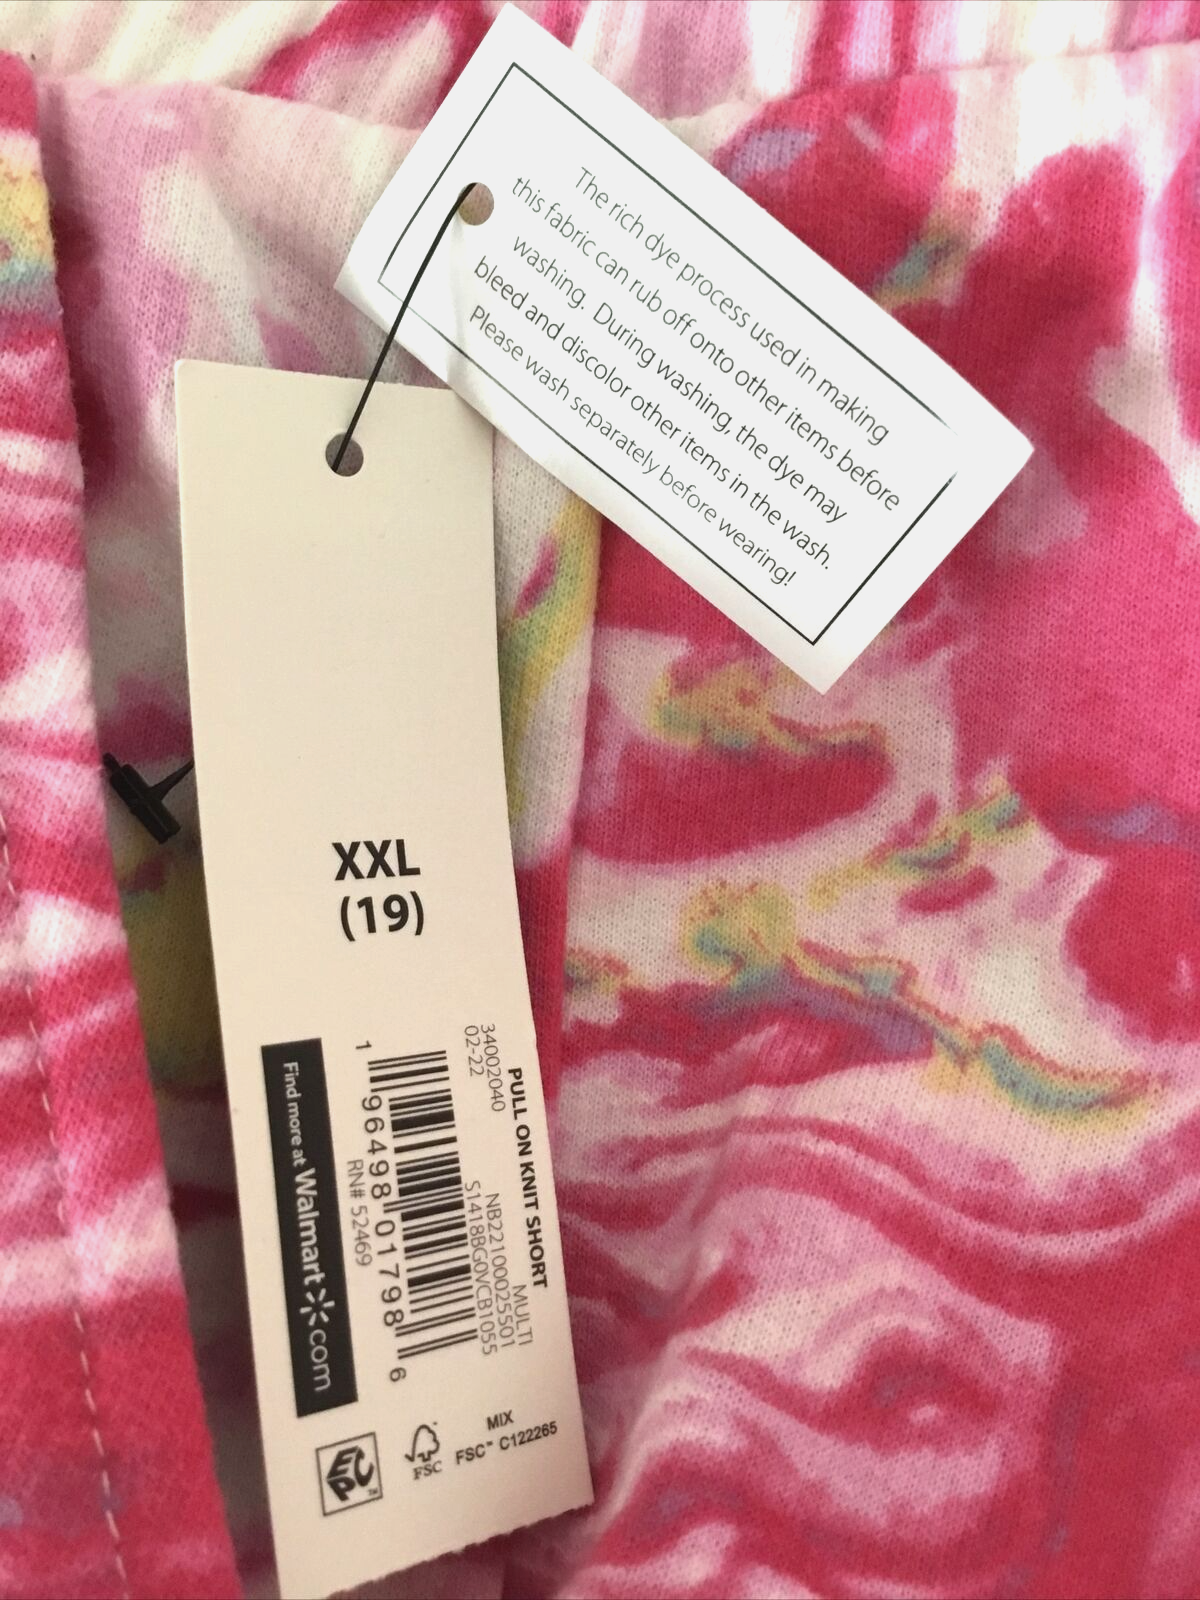 The rich dye process used in making
this fabric can rub off onto other items before
washing. During washing, the dye may
bleed and discolor other items in the wash.
Please wash separately before wearing!
XXL
(19)
PULL ON KNIT SHORT
MULTI
34002040 NB22100025501
02-22 S1418BG0VCB1055
1 96498 01798 6
RN# 52469
Find more at Walmart.com
MIX
FSC™ C122265
FSC
EPC™